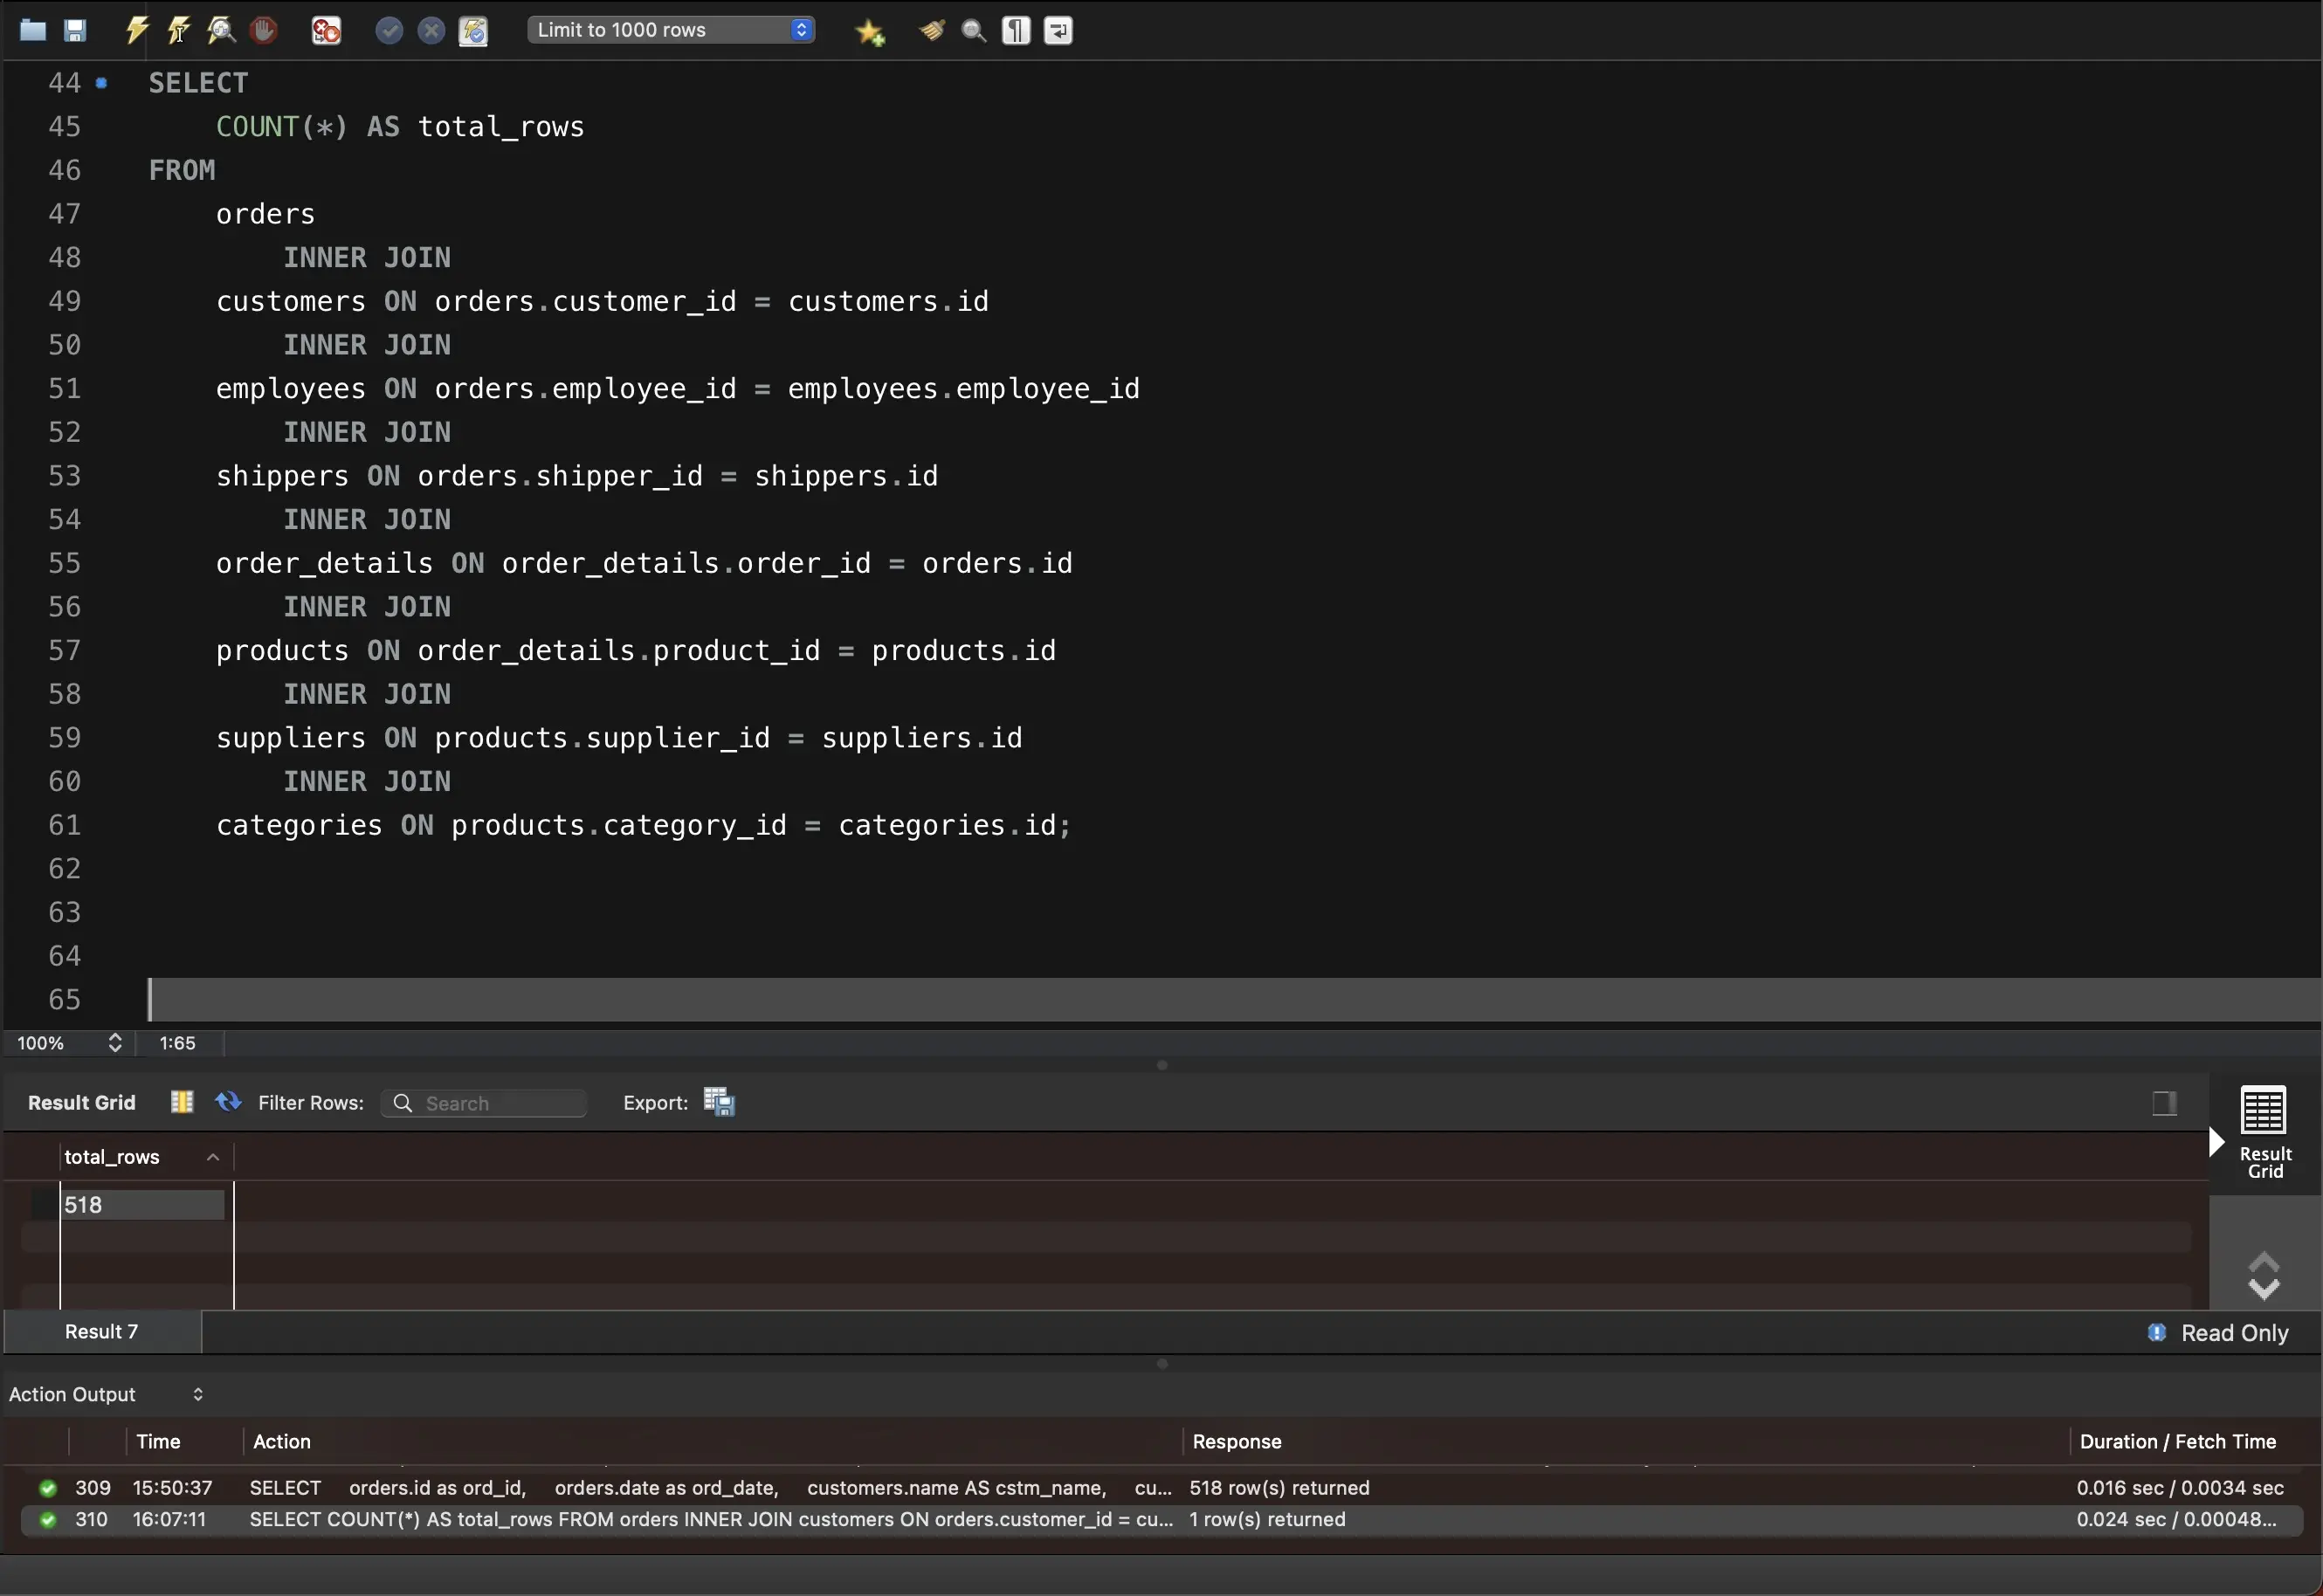 Limit to 1000 rows
44 SELECT
45 COUNT(*) AS total_rows
46 FROM
47 orders
48 INNER JOIN
49 customers ON orders.customer_id = customers.id
50 INNER JOIN
51 employees ON orders.employee_id = employees.employee_id
52 INNER JOIN
53 shippers ON orders.shipper_id = shippers.id
54 INNER JOIN
55 order_details ON order_details.order_id = orders.id
56 INNER JOIN
57 products ON order_details.product_id = products.id
58 INNER JOIN
59 suppliers ON products.supplier_id = suppliers.id
60 INNER JOIN
61 categories ON products.category_id = categories.id;
62
63
64
65
100% 1:65
Result Grid Filter Rows: Search Export:
total_rows
518
Result
Grid
Result 7 Read Only
Action Output
Time Action Response Duration / Fetch Time
309 15:50:37 SELECT orders.id as ord_id, orders.date as ord_date, customers.name AS cstm_name, cu... 518 row(s) returned 0.016 sec / 0.0034 sec
310 16:07:11 SELECT COUNT(*) AS total_rows FROM orders INNER JOIN customers ON orders.customer_id = cu... 1 row(s) returned 0.024 sec / 0.00048...